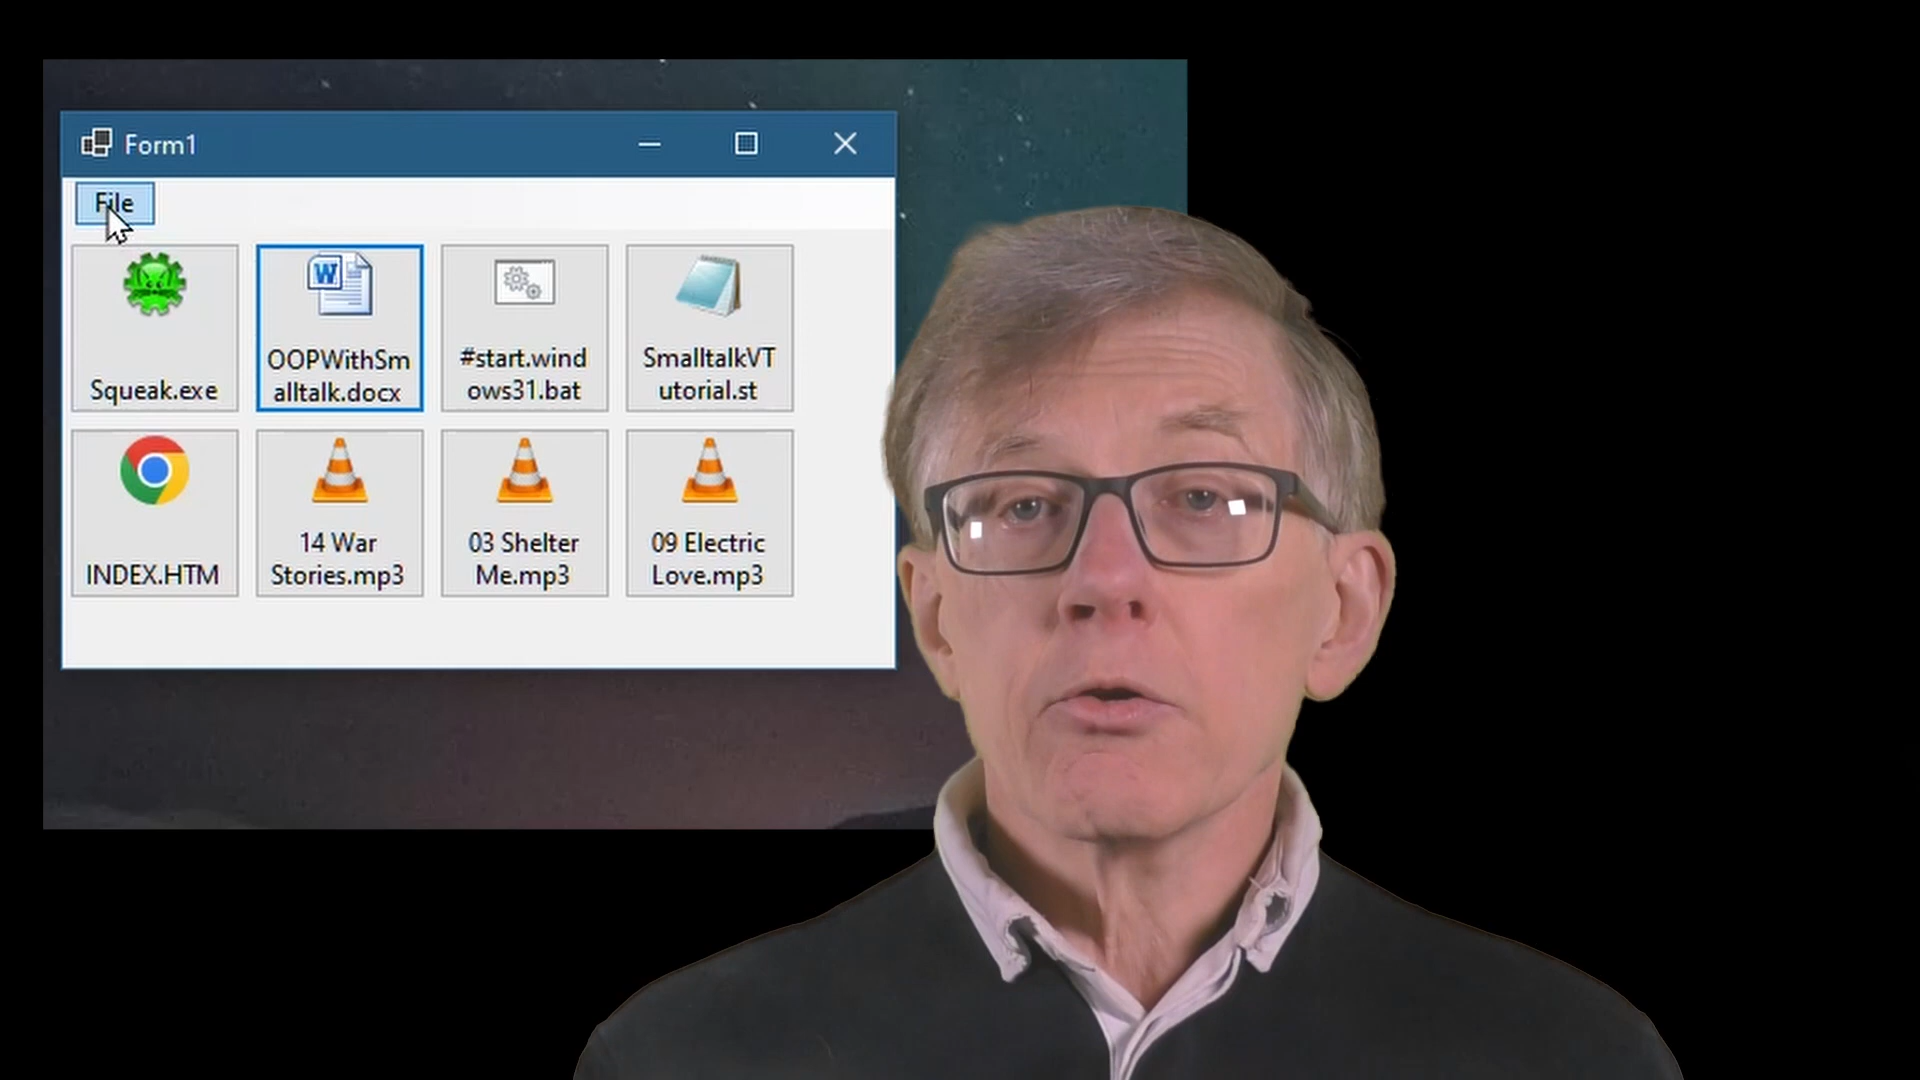 Form1
File
Squeak.exe
W
OOPWithSm
alltalk.docx
#start.wind
ows31.bat
SmalltalkVT
utorial.st
INDEX.HTM
14 War
Stories.mp3
03 Shelter
Me.mp3
09 Electric
Love.mp3